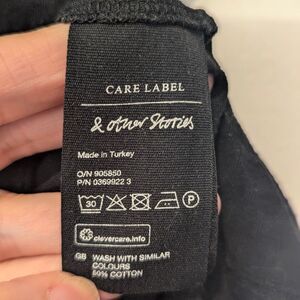 CARE LABEL
& other Stories
Made in Turkey
O/N 905850
P/N 0369922 3
30 P
clevercare.info
GB WASH WITH SIMILAR
COLOURS
50% COTTON